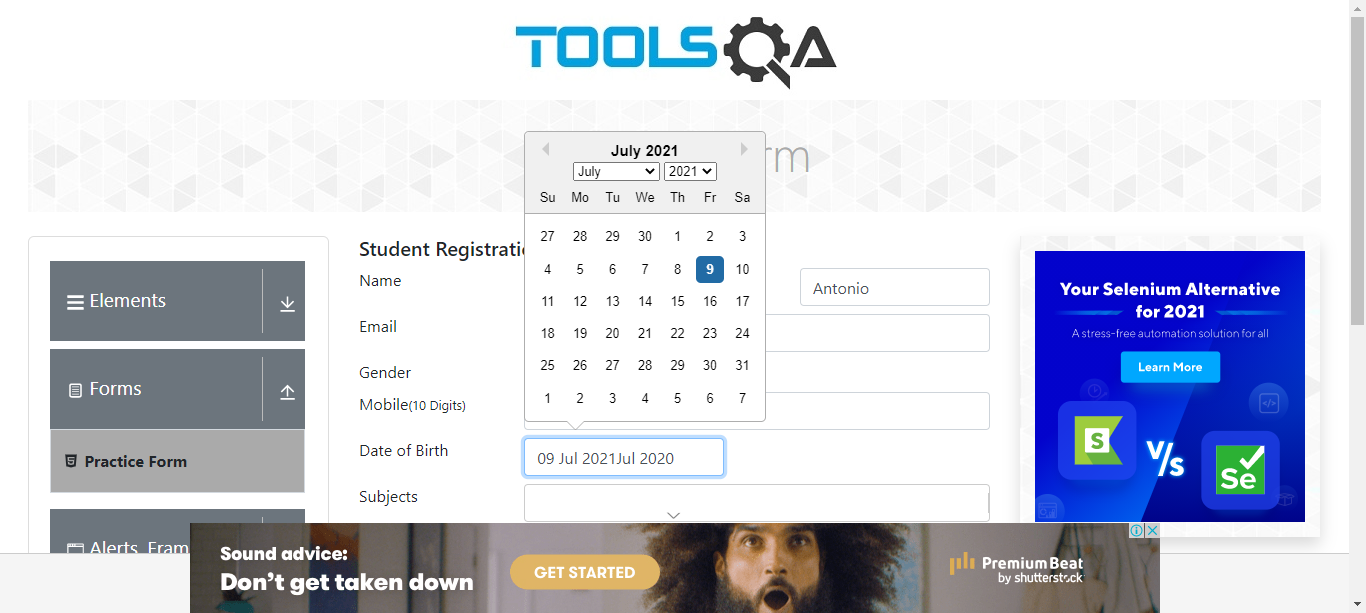 TOOLSQA
rm
July 2021
July 2021
Su Mo Tu We Th Fr Sa
27 28 29 30 1 2 3
4 5 6 7 8 9 10
11 12 13 14 15 16 17
18 19 20 21 22 23 24
25 26 27 28 29 30 31
1 2 3 4 5 6 7
Elements
Forms
Practice Form
Alerts, Fram
Student Registratio
Name
Antonio
Email
Gender
Mobile(10 Digits)
Date of Birth
09 Jul 2021Jul 2020
Subjects
Your Selenium Alternative
for 2021
A stress-free automation solution for all
Learn More
S
V/s
Se
Sound advice:
Don't get taken down
GET STARTED
PremiumBeat
by shutterstock